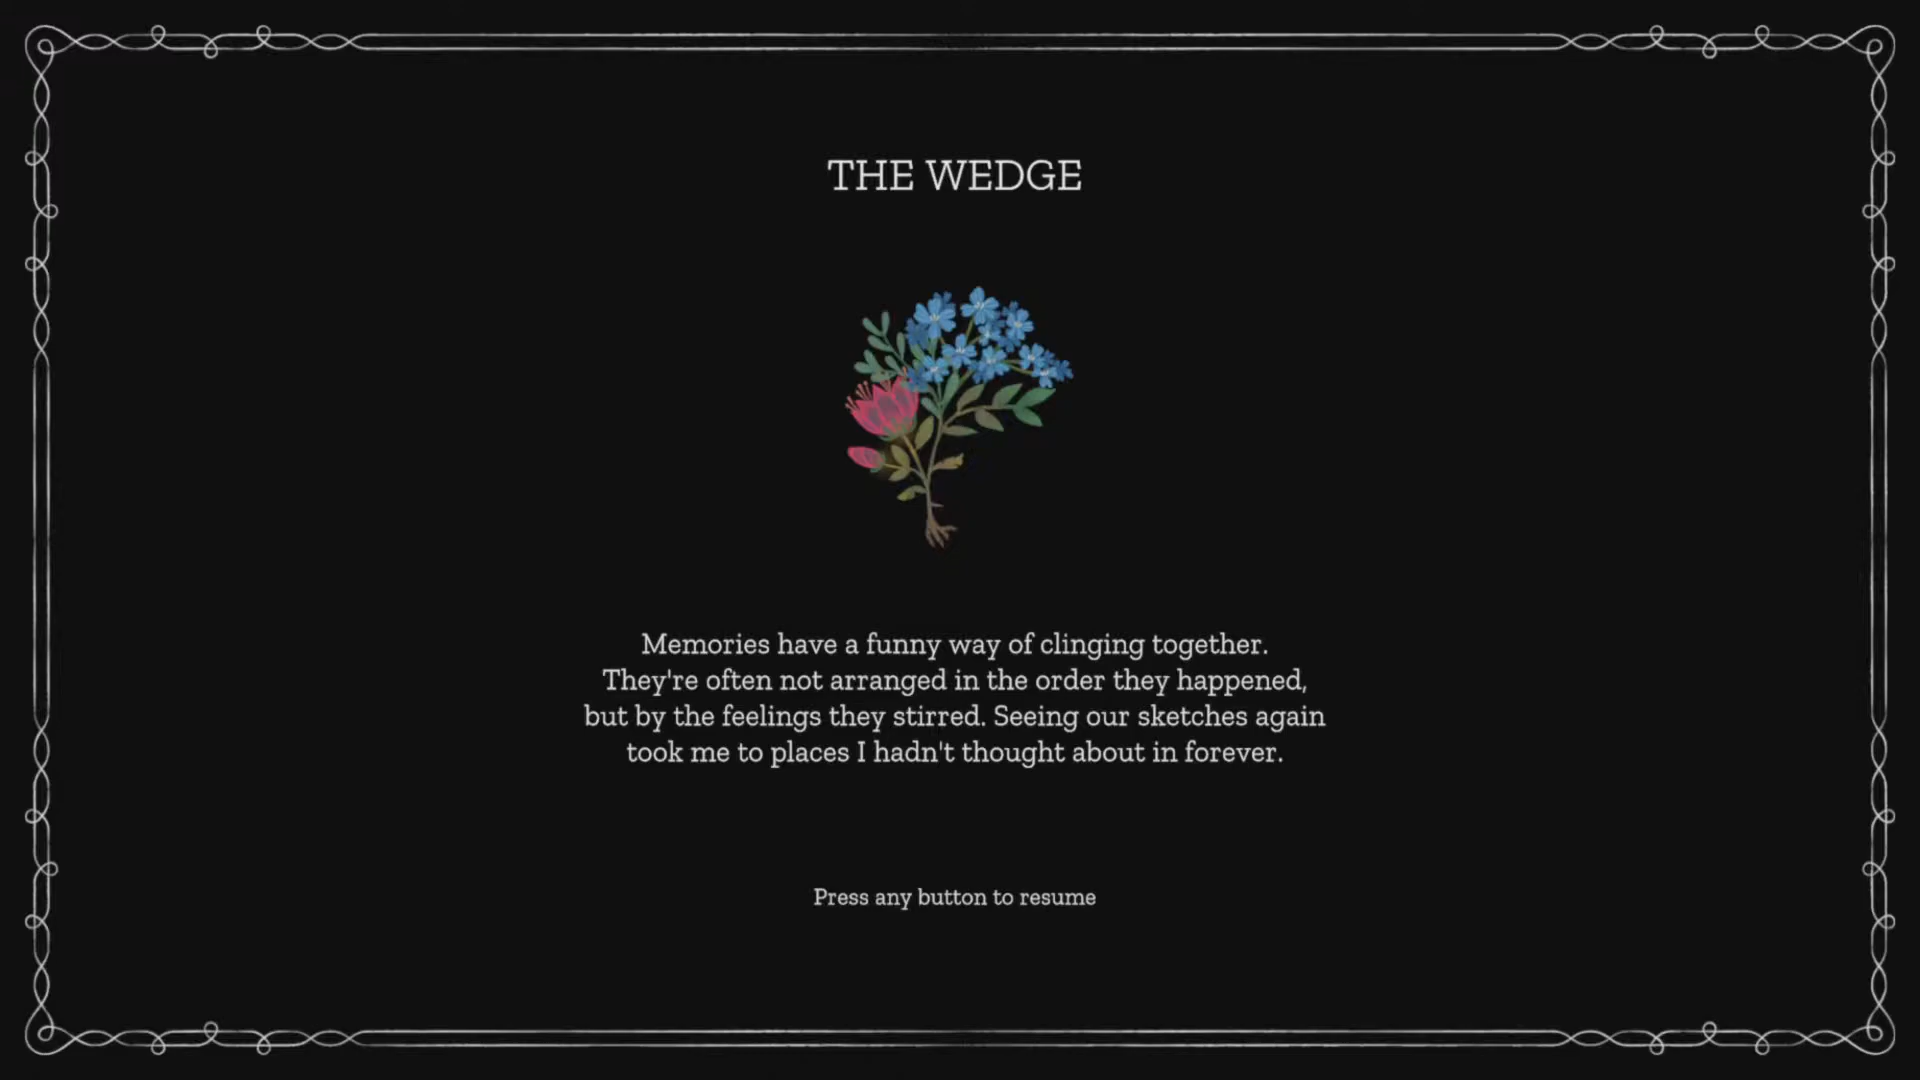 THE WEDGE
Memories have a funny way of clinging together.
They're often not arranged in the order they happened,
but by the feelings they stirred. Seeing our sketches again
took me to places I hadn't thought about in forever.
Press any button to resume